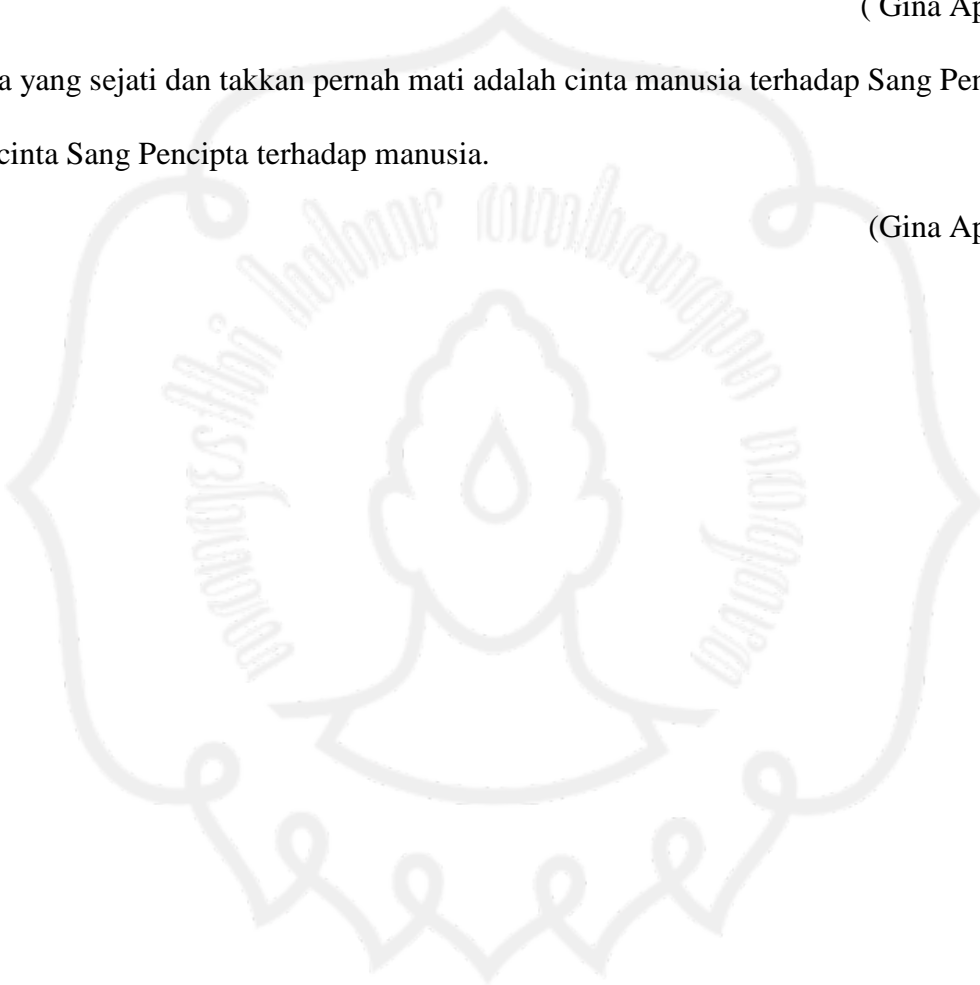 ( Gina Ap
a yang sejati dan takkan pernah mati adalah cinta manusia terhadap Sang Pen
cinta Sang Pencipta terhadap manusia.
(Gina Ap